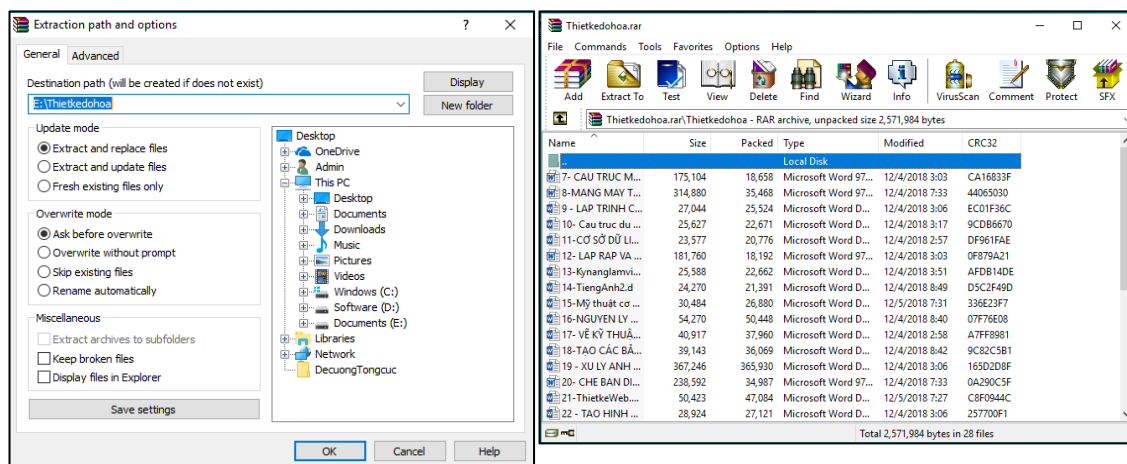 Extraction path and options
General Advanced
Destination path (will be created if does not exist)
E:\Thietkedohoa
Display
New folder
Update mode
Extract and replace files
Extract and update files
Fresh existing files only
Overwrite mode
Ask before overwrite
Overwrite without prompt
Skip existing files
Rename automatically
Miscellaneous
Extract archives to subfolders
Keep broken files
Display files in Explorer
Save settings
Desktop
OneDrive
Admin
This PC
Desktop
Documents
Downloads
Music
Pictures
Videos
Windows (C:)
Software (D:)
Documents (E:)
Libraries
Network
DecuongTongcuc
OK Cancel Help
Thietkedohoa.rar
File Commands Tools Favorites Options Help
Add Extract To Test View Delete Find Wizard Info VirusScan Comment Protect SFX
Thietkedohoa.rar\Thietkedohoa - RAR archive, unpacked size 2,571,984 bytes
Name Size Packed Type Modified CRC32
.. Local Disk
7- CAU TRUC M... 175,104 18,658 Microsoft Word 97... 12/4/2018 3:03 CA16833F
8-MANG MAY T... 314,880 35,468 Microsoft Word 97... 12/4/2018 7:33 44065030
9 - LAP TRINH C... 27,044 25,524 Microsoft Word D... 12/4/2018 3:06 EC01F36C
10- Cau truc du ... 25,627 22,671 Microsoft Word D... 12/4/2018 3:17 9CDB6670
11-CƠ SỞ DỮ LI... 23,577 20,776 Microsoft Word D... 12/4/2018 2:57 DF961FAE
12- LAP RAP VA ... 181,760 18,192 Microsoft Word 97... 12/4/2018 3:03 0F879A21
13-Kynanglamvi... 25,588 22,662 Microsoft Word D... 12/4/2018 3:51 AFDB14DE
14-TiengAnh2.d 24,270 21,391 Microsoft Word D... 12/4/2018 8:49 D5C2F49D
15-Mỹ thuật cơ ... 30,484 26,880 Microsoft Word D... 12/5/2018 7:31 336E23F7
16-NGUYEN LY ... 54,270 50,448 Microsoft Word D... 12/4/2018 8:40 07F76E08
17- VẼ KỸ THUẬ... 40,917 37,960 Microsoft Word D... 12/4/2018 2:58 A7FF8981
18-TẠO CÁC BẢ... 39,143 36,069 Microsoft Word D... 12/4/2018 8:42 9C82C5B1
19 - XU LY ANH ... 367,246 365,930 Microsoft Word D... 12/4/2018 3:06 165D2D8F
20- CHE BAN DI... 238,592 34,987 Microsoft Word 97... 12/4/2018 7:33 0A290C5F
21-ThietkeWeb.... 50,423 47,084 Microsoft Word D... 12/5/2018 7:27 C8F0944C
22 - TAO HINH ... 28,924 27,121 Microsoft Word D... 12/4/2018 3:06 257700F1
Total 2,571,984 bytes in 28 files